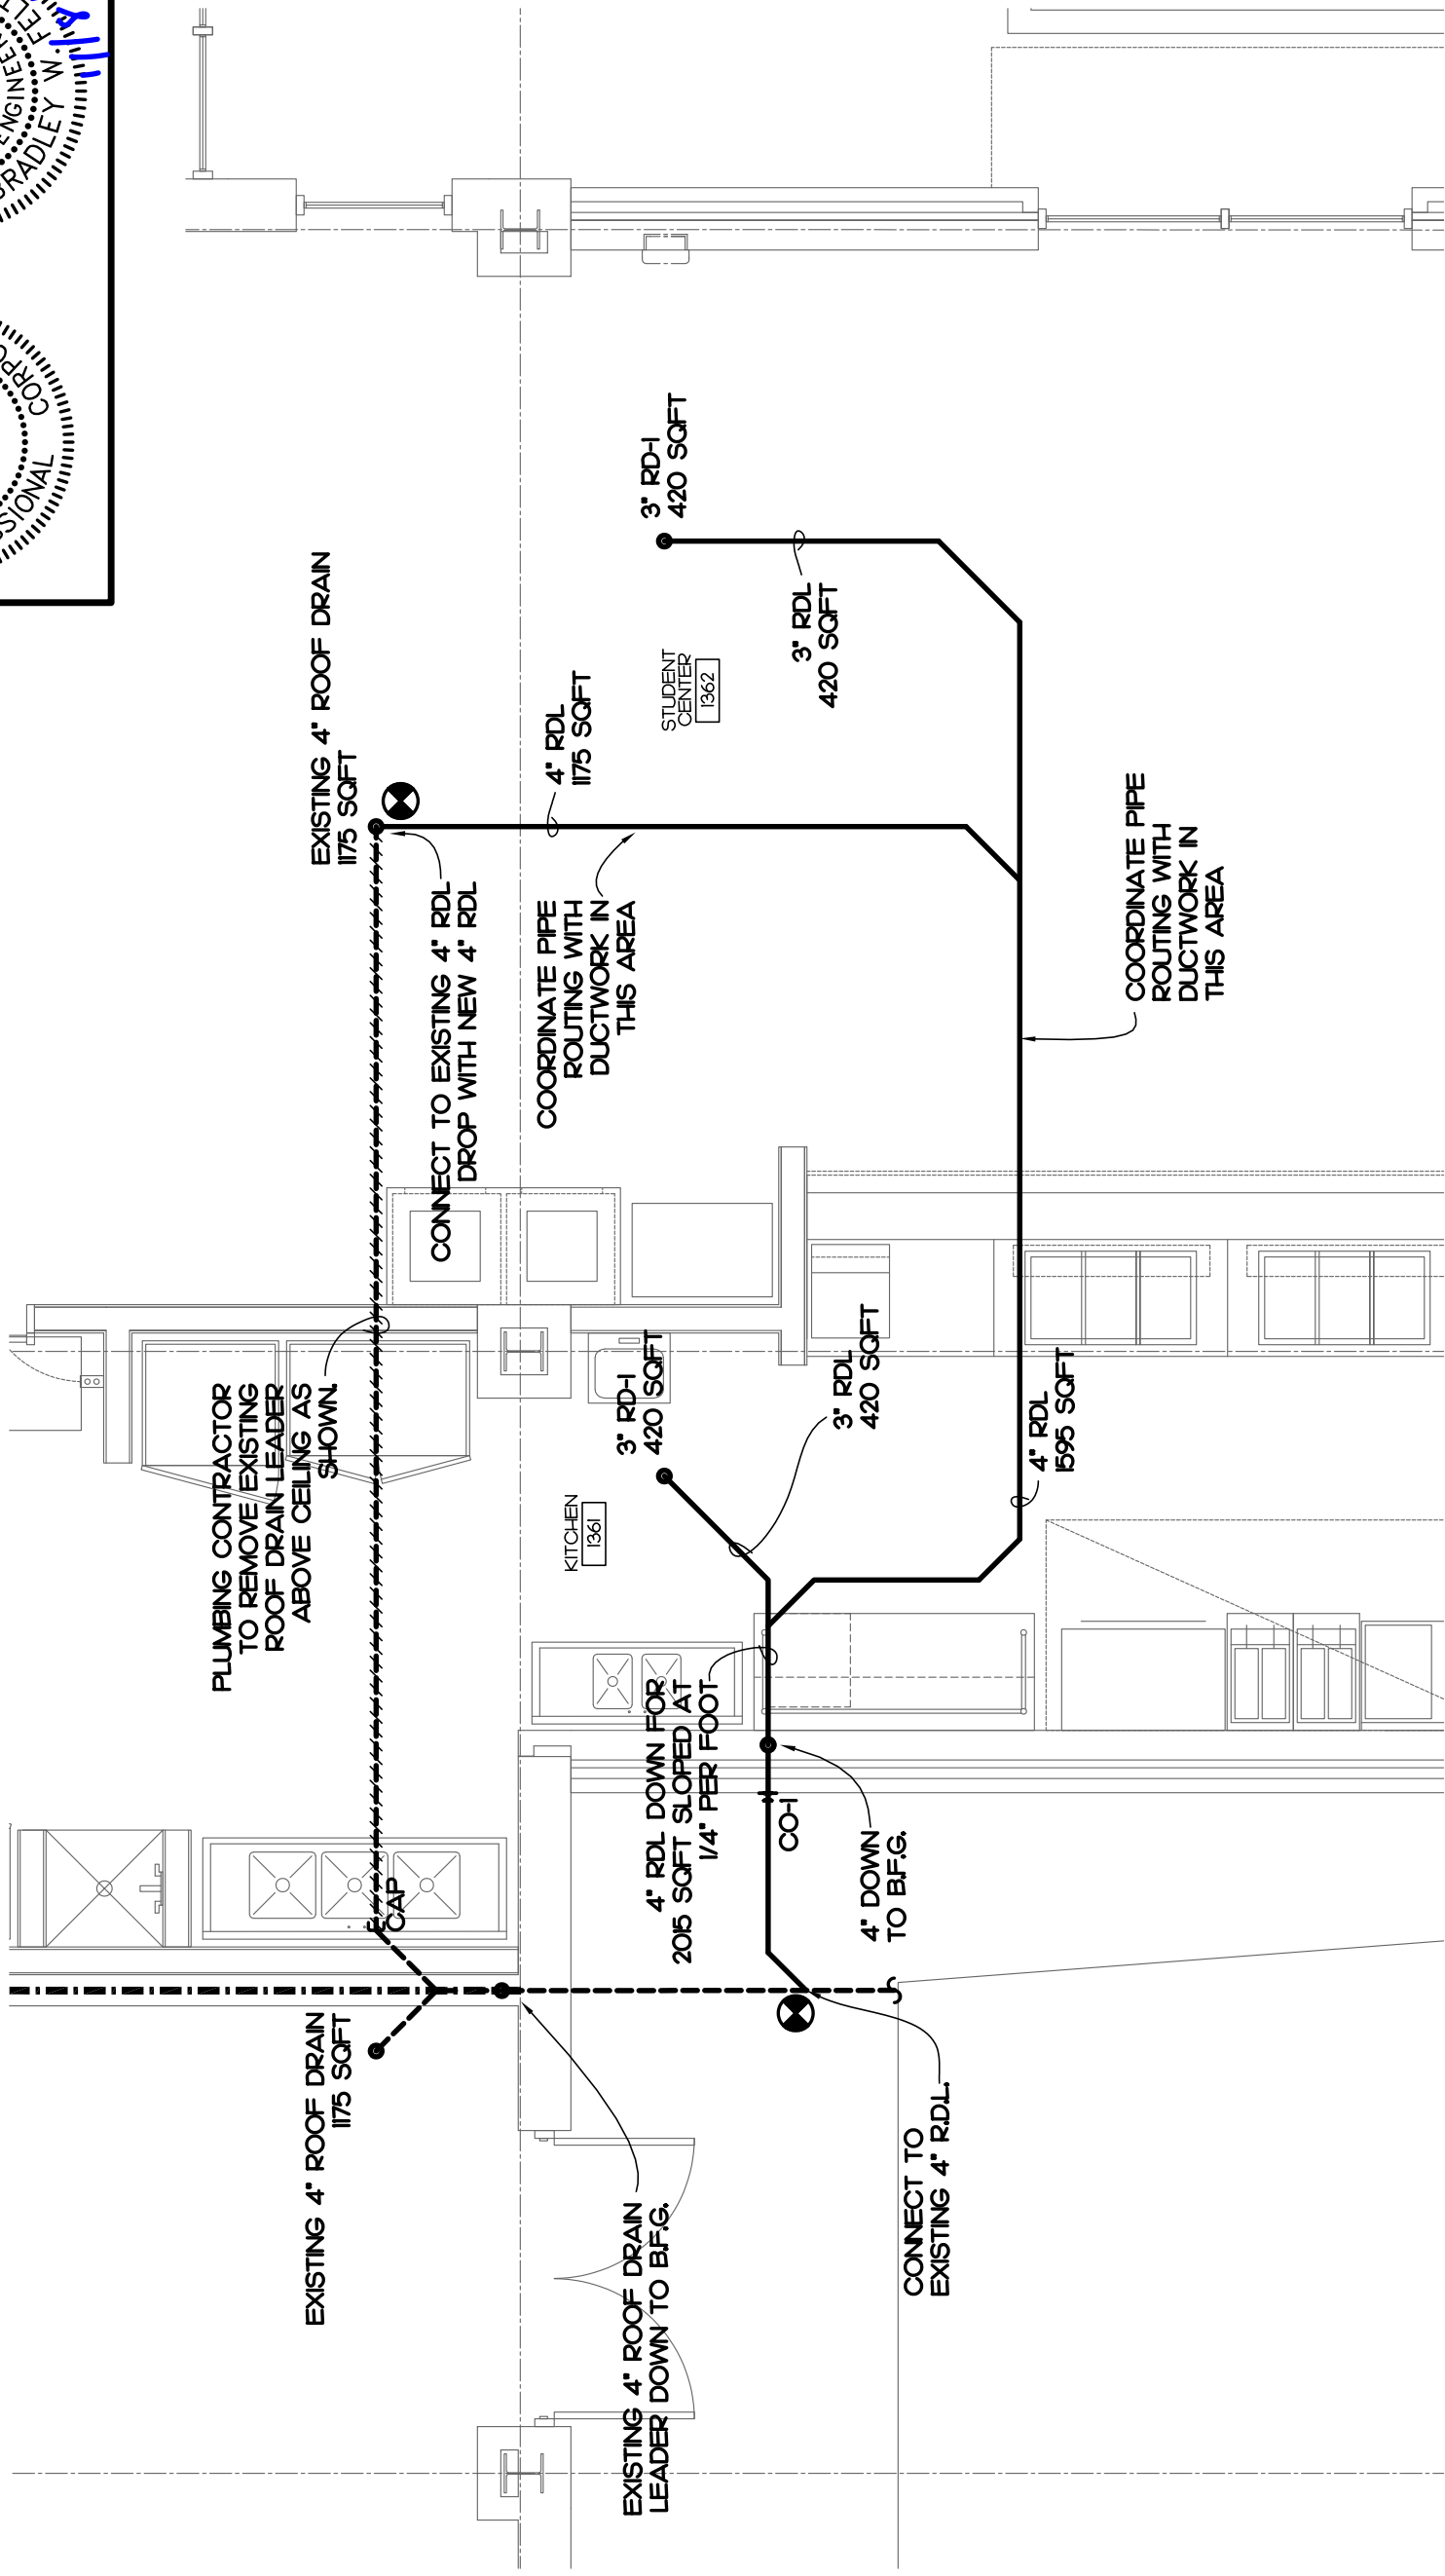 ENGINEE
BRADLEY W. FEL
SSIONAL CORPO
EXISTING 4" ROOF DRAIN
1175 SQFT
3" RD-1
420 SQFT
4" RDL
1175 SQFT
STUDENT
CENTER
1362
3" RDL
420 SQFT
CONNECT TO EXISTING 4" RDL
DROP WITH NEW 4" RDL
COORDINATE PIPE
ROUTING WITH
DUCTWORK IN
THIS AREA
COORDINATE PIPE
ROUTING WITH
DUCTWORK IN
THIS AREA
PLUMBING CONTRACTOR
TO REMOVE EXISTING
ROOF DRAIN LEADER
ABOVE CEILING AS
SHOWN.
KITCHEN
1361
3" RD-1
420 SQFT
3" RDL
420 SQFT
4" RDL
1595 SQFT
CAP
4" RDL DOWN FOR
2015 SQFT SLOPED AT
1/4" PER FOOT
CO-1
4" DOWN
TO B.F.G.
EXISTING 4" ROOF DRAIN
1175 SQFT
EXISTING 4" ROOF DRAIN
LEADER DOWN TO B.F.G.
CONNECT TO
EXISTING 4" R.D.L.